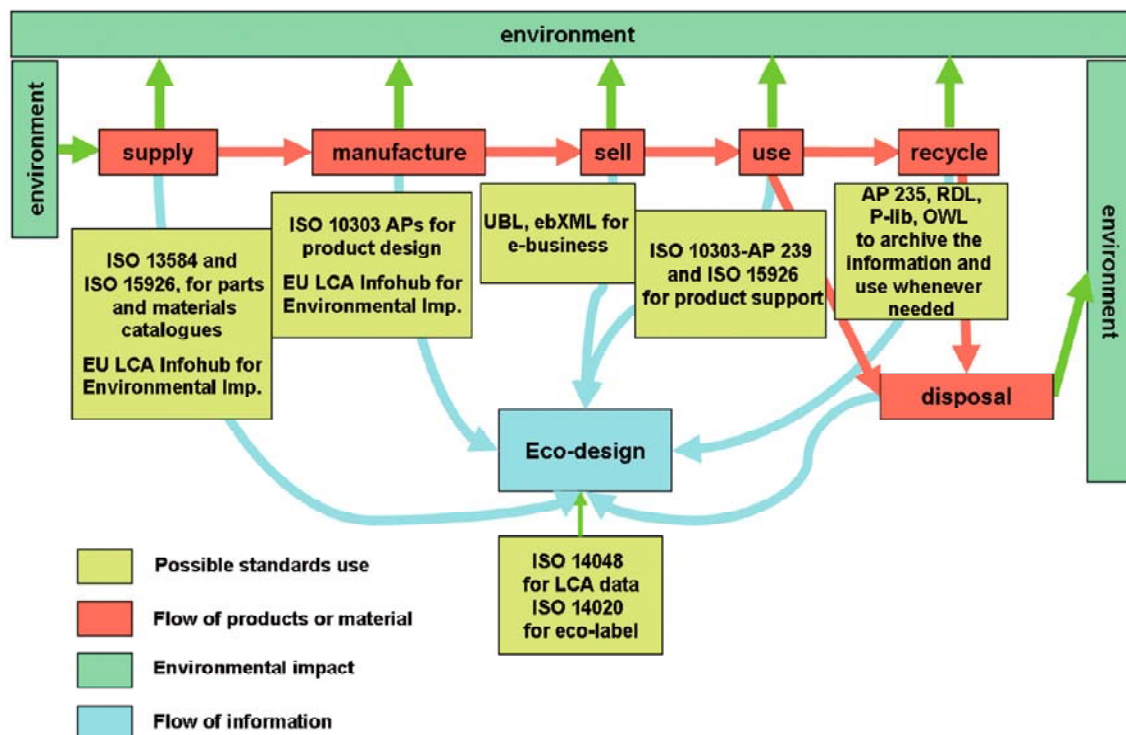 environment
environment
supply
manufacture
sell
use
recycle
environment
ISO 13584 and
ISO 15926, for parts
and materials
catalogues
EU LCA Infohub for
Environmental Imp.
ISO 10303 APs for
product design
EU LCA Infohub for
Environmental Imp.
UBL, ebXML for
e-business
ISO 10303-AP 239
and ISO 15926
for product support
AP 235, RDL,
P-lib, OWL
to archive the
information and
use whenever
needed
disposal
Eco-design
ISO 14048
for LCA data
ISO 14020
for eco-label
Possible standards use
Flow of products or material
Environmental impact
Flow of information